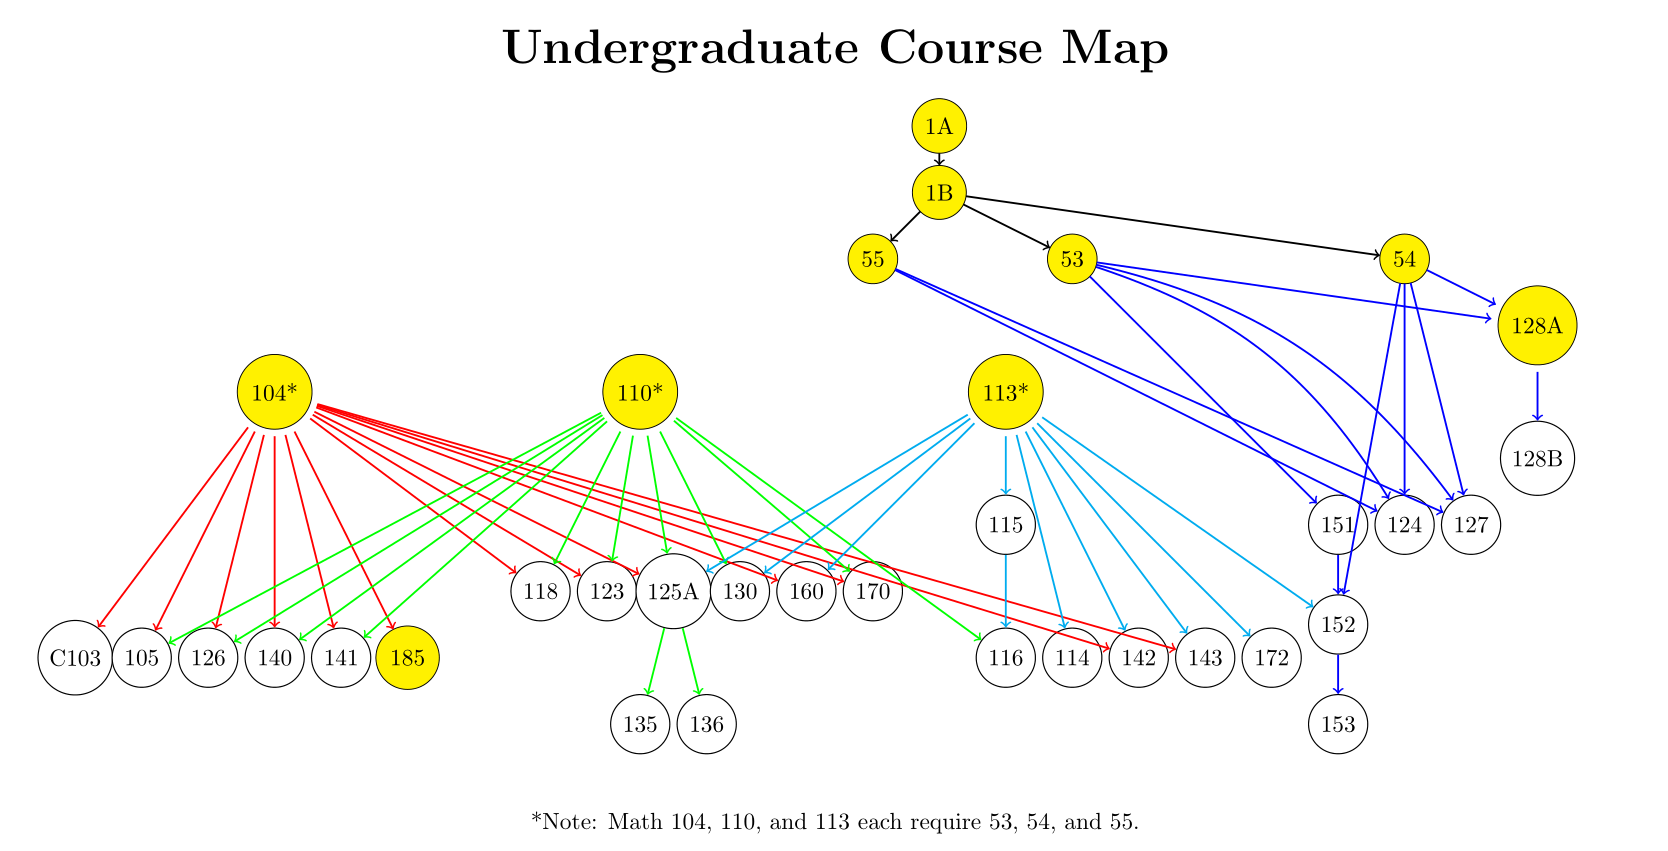 Undergraduate Course Map
1A
1B
55 53 54
128A
104* 110* 113*
128B
115 151 124 127
118 123 125A 130 160 170
152
C103 105 126 140 141 185 116 114 142 143 172
135 136 153
*Note: Math 104, 110, and 113 each require 53, 54, and 55.